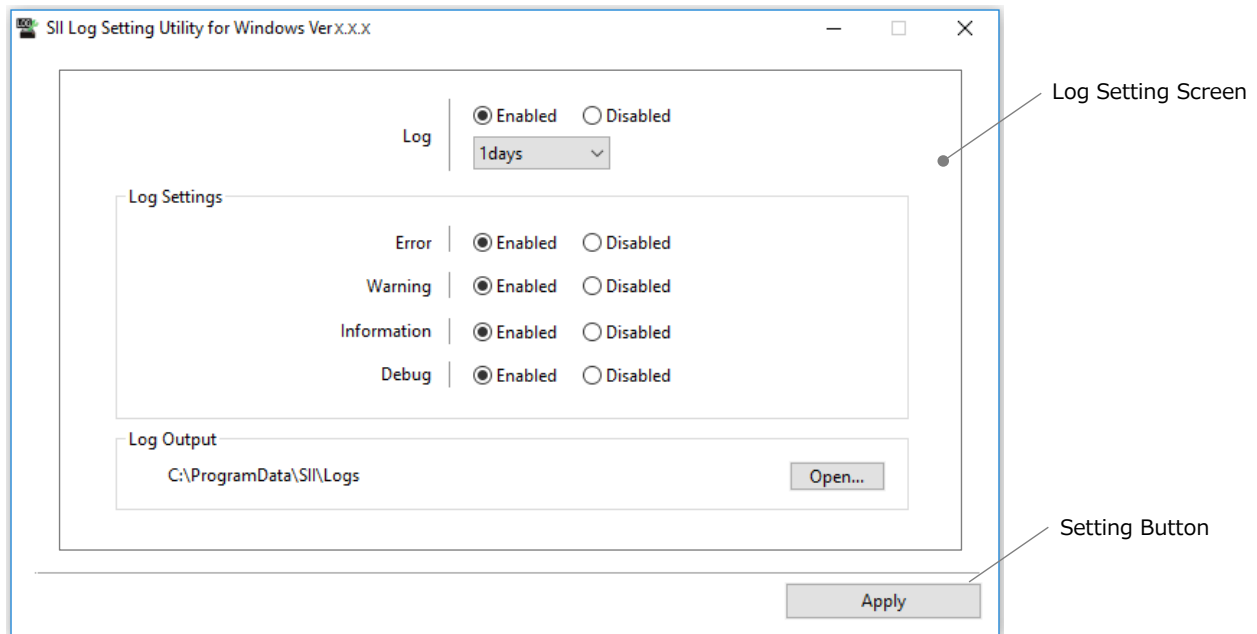 SII Log Setting Utility for Windows Ver X.X.X
Log Setting Screen
Log
Enabled Disabled
1days
Log Settings
Error Enabled Disabled
Warning Enabled Disabled
Information Enabled Disabled
Debug Enabled Disabled
Log Output
C:\ProgramData\SII\Logs Open...
Setting Button
Apply